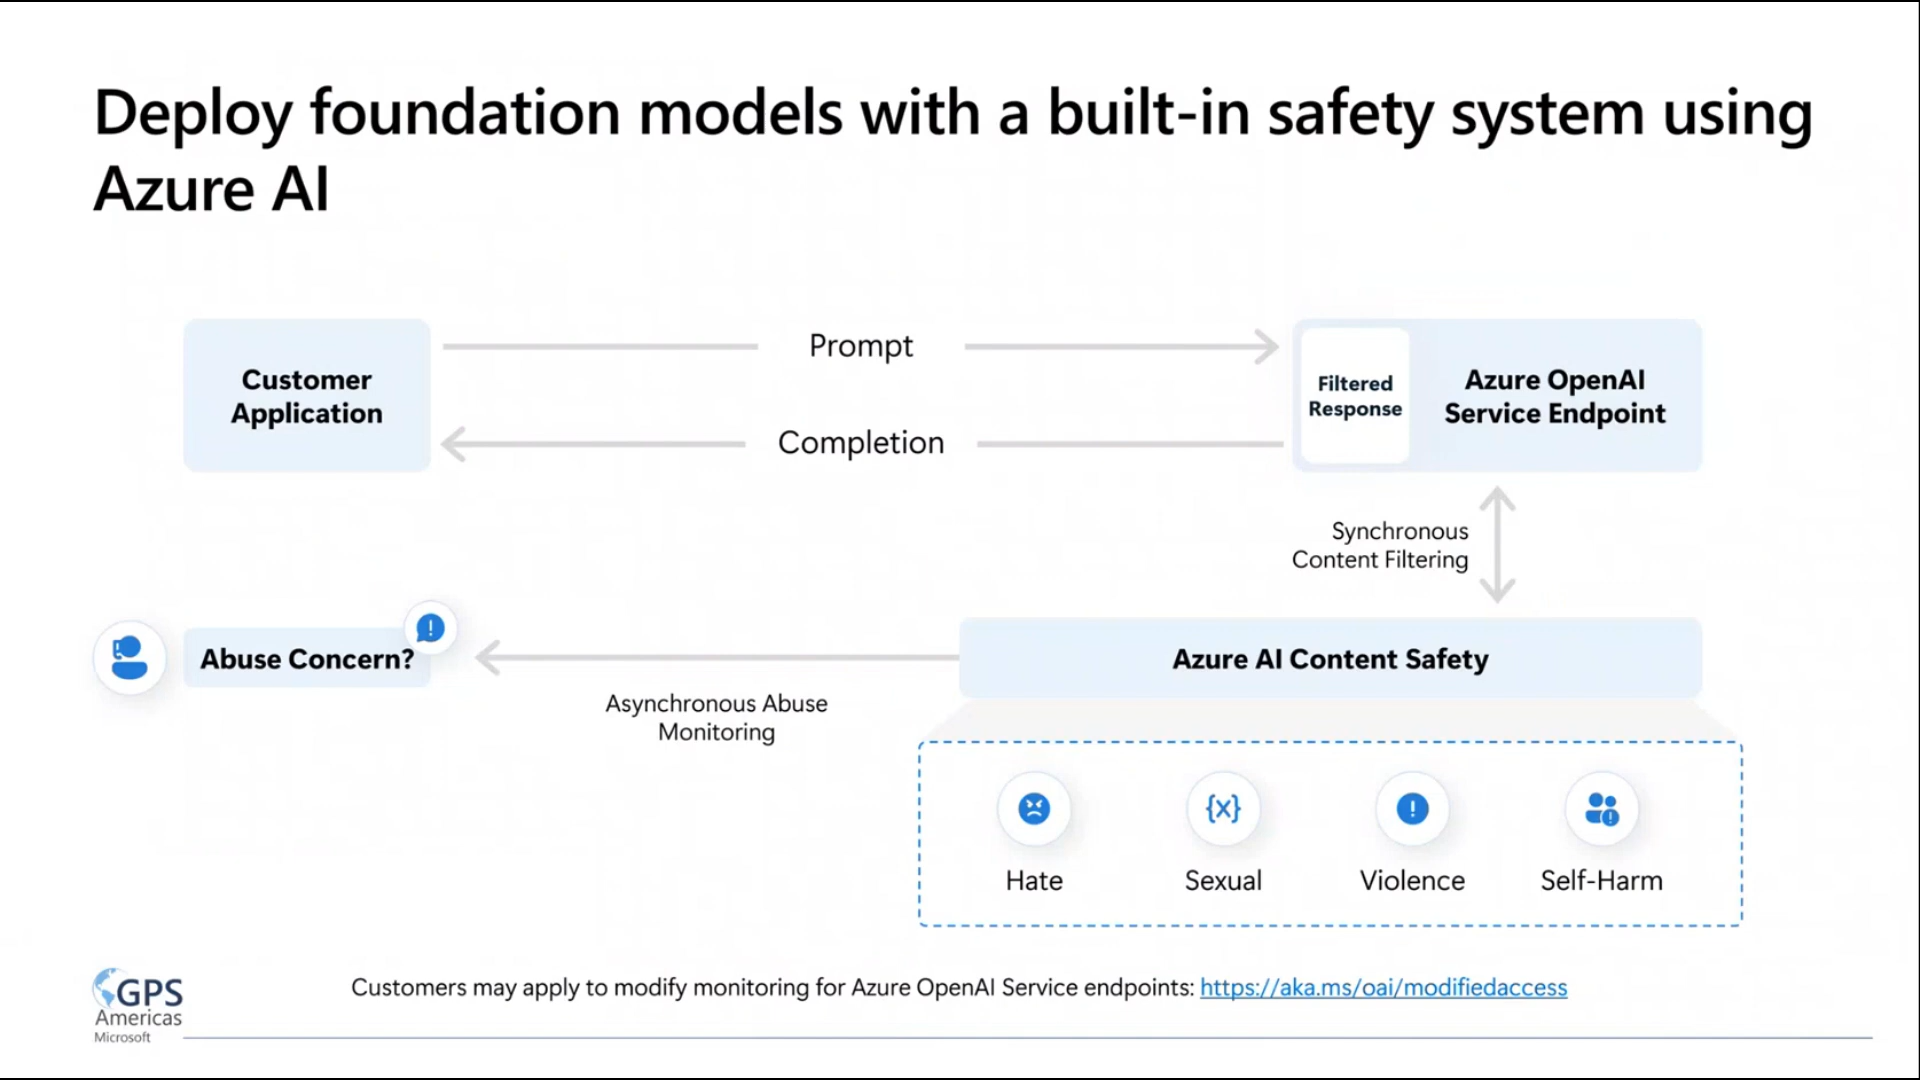 Deploy foundation models with a built-in safety system using
Azure AI
Customer
Application
Prompt
Completion
Filtered
Response
Azure OpenAI
Service Endpoint
Synchronous
Content Filtering
Abuse Concern?
Asynchronous Abuse
Monitoring
Azure AI Content Safety
Hate
Sexual
Violence
Self-Harm
GPS
Americas
Microsoft
Customers may apply to modify monitoring for Azure OpenAI Service endpoints: https://aka.ms/oai/modifiedaccess